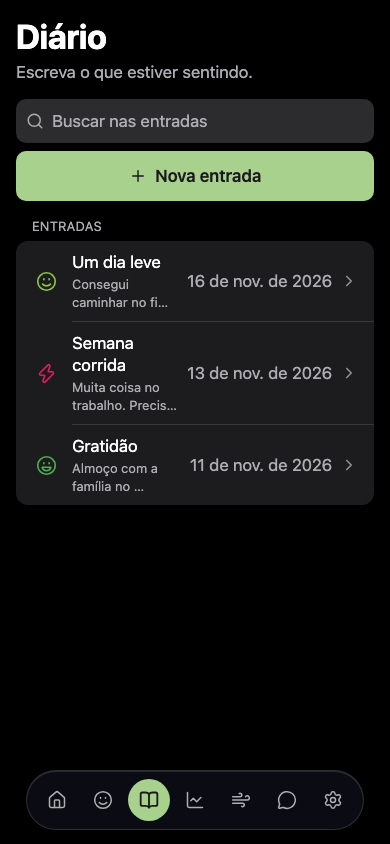 Diário
Escreva o que estiver sentindo.
Buscar nas entradas
Nova entrada
ENTRADAS
Um dia leve
Consegui
caminhar no fi...
16 de nov. de 2026
Semana
corrida
Muita coisa no
trabalho. Precis...
13 de nov. de 2026
Gratidão
Almoço com a
família no ...
11 de nov. de 2026